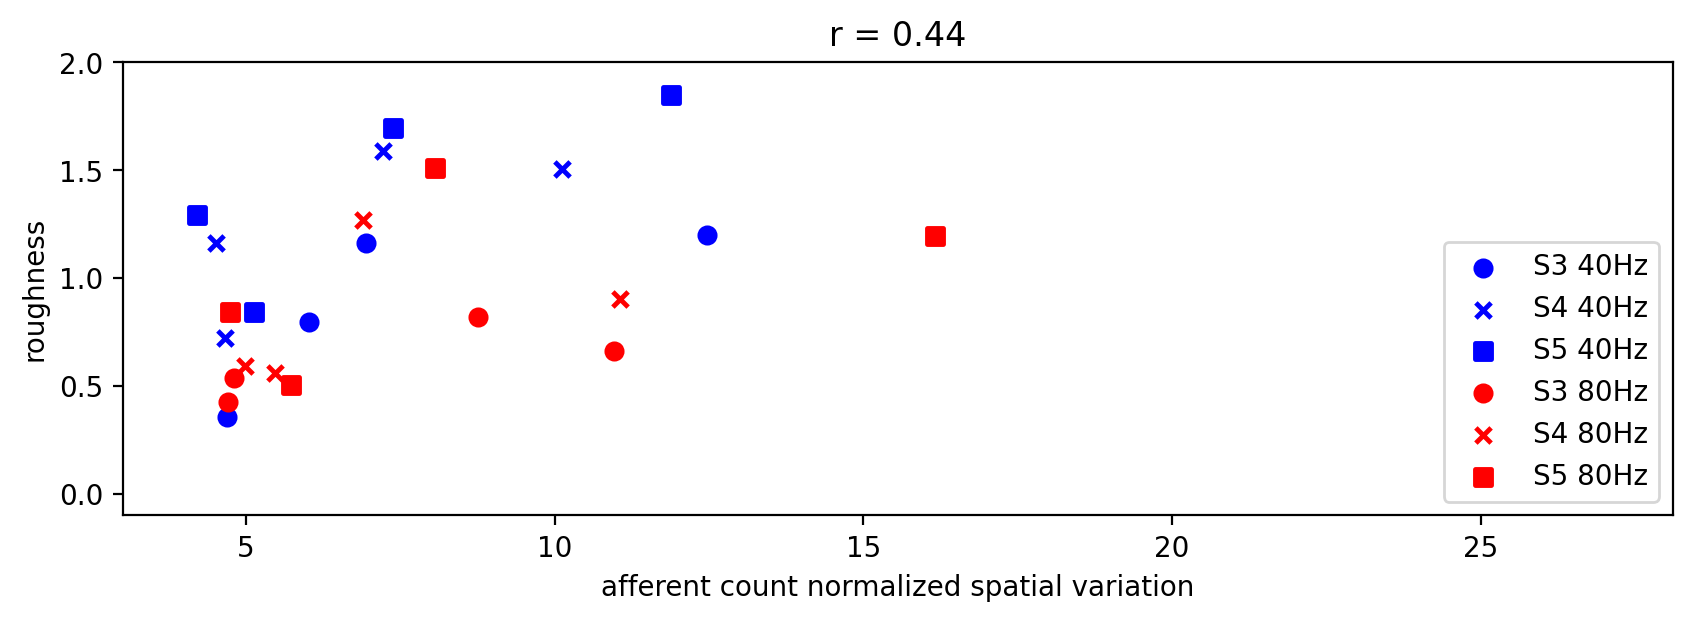 r = 0.44
2.0
1.5
1.0
0.5
0.0
roughness
5
10
15
20
25
afferent count normalized spatial variation
S3 40Hz
S4 40Hz
S5 40Hz
S3 80Hz
S4 80Hz
S5 80Hz